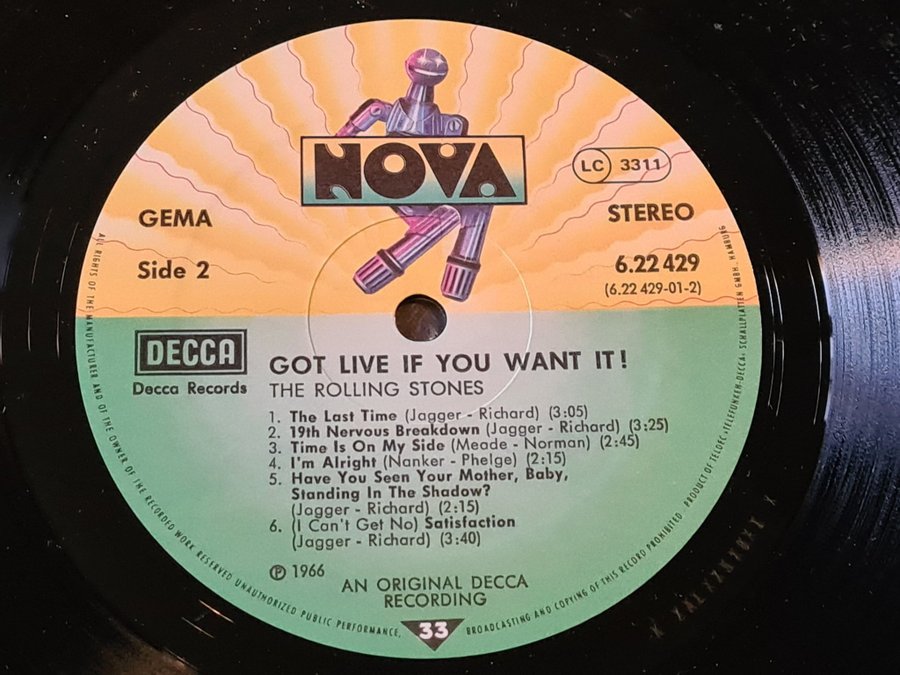 NOVA
LC 3311
GEMA
STEREO
Side 2
6.22 429
(6.22 429-01-2)
DECCA
Decca Records
GOT LIVE IF YOU WANT IT!
THE ROLLING STONES
1. The Last Time (Jagger - Richard) (3:05)
2. 19th Nervous Breakdown (Jagger - Richard) (3:25)
3. Time Is On My Side (Meade - Norman) (2:45)
4. I'm Alright (Nanker - Phelge) (2:15)
5. Have You Seen Your Mother, Baby,
Standing In The Shadow?
(Jagger - Richard) (2:15)
6. (I Can't Get No) Satisfaction
(Jagger - Richard) (3:40)
℗ 1966
AN ORIGINAL DECCA
RECORDING
33
ALL RIGHTS OF THE MANUFACTURER AND OF THE OWNER OF THE RECORDED WORK RESERVED UNAUTHORIZED PUBLIC PERFORMANCE, BROADCASTING AND COPYING OF THIS RECORD PROHIBITED · PRODUCT OF TELDEC »TELEFUNKEN-DECCA« SCHALLPLATTEN GMBH · HAMBURG